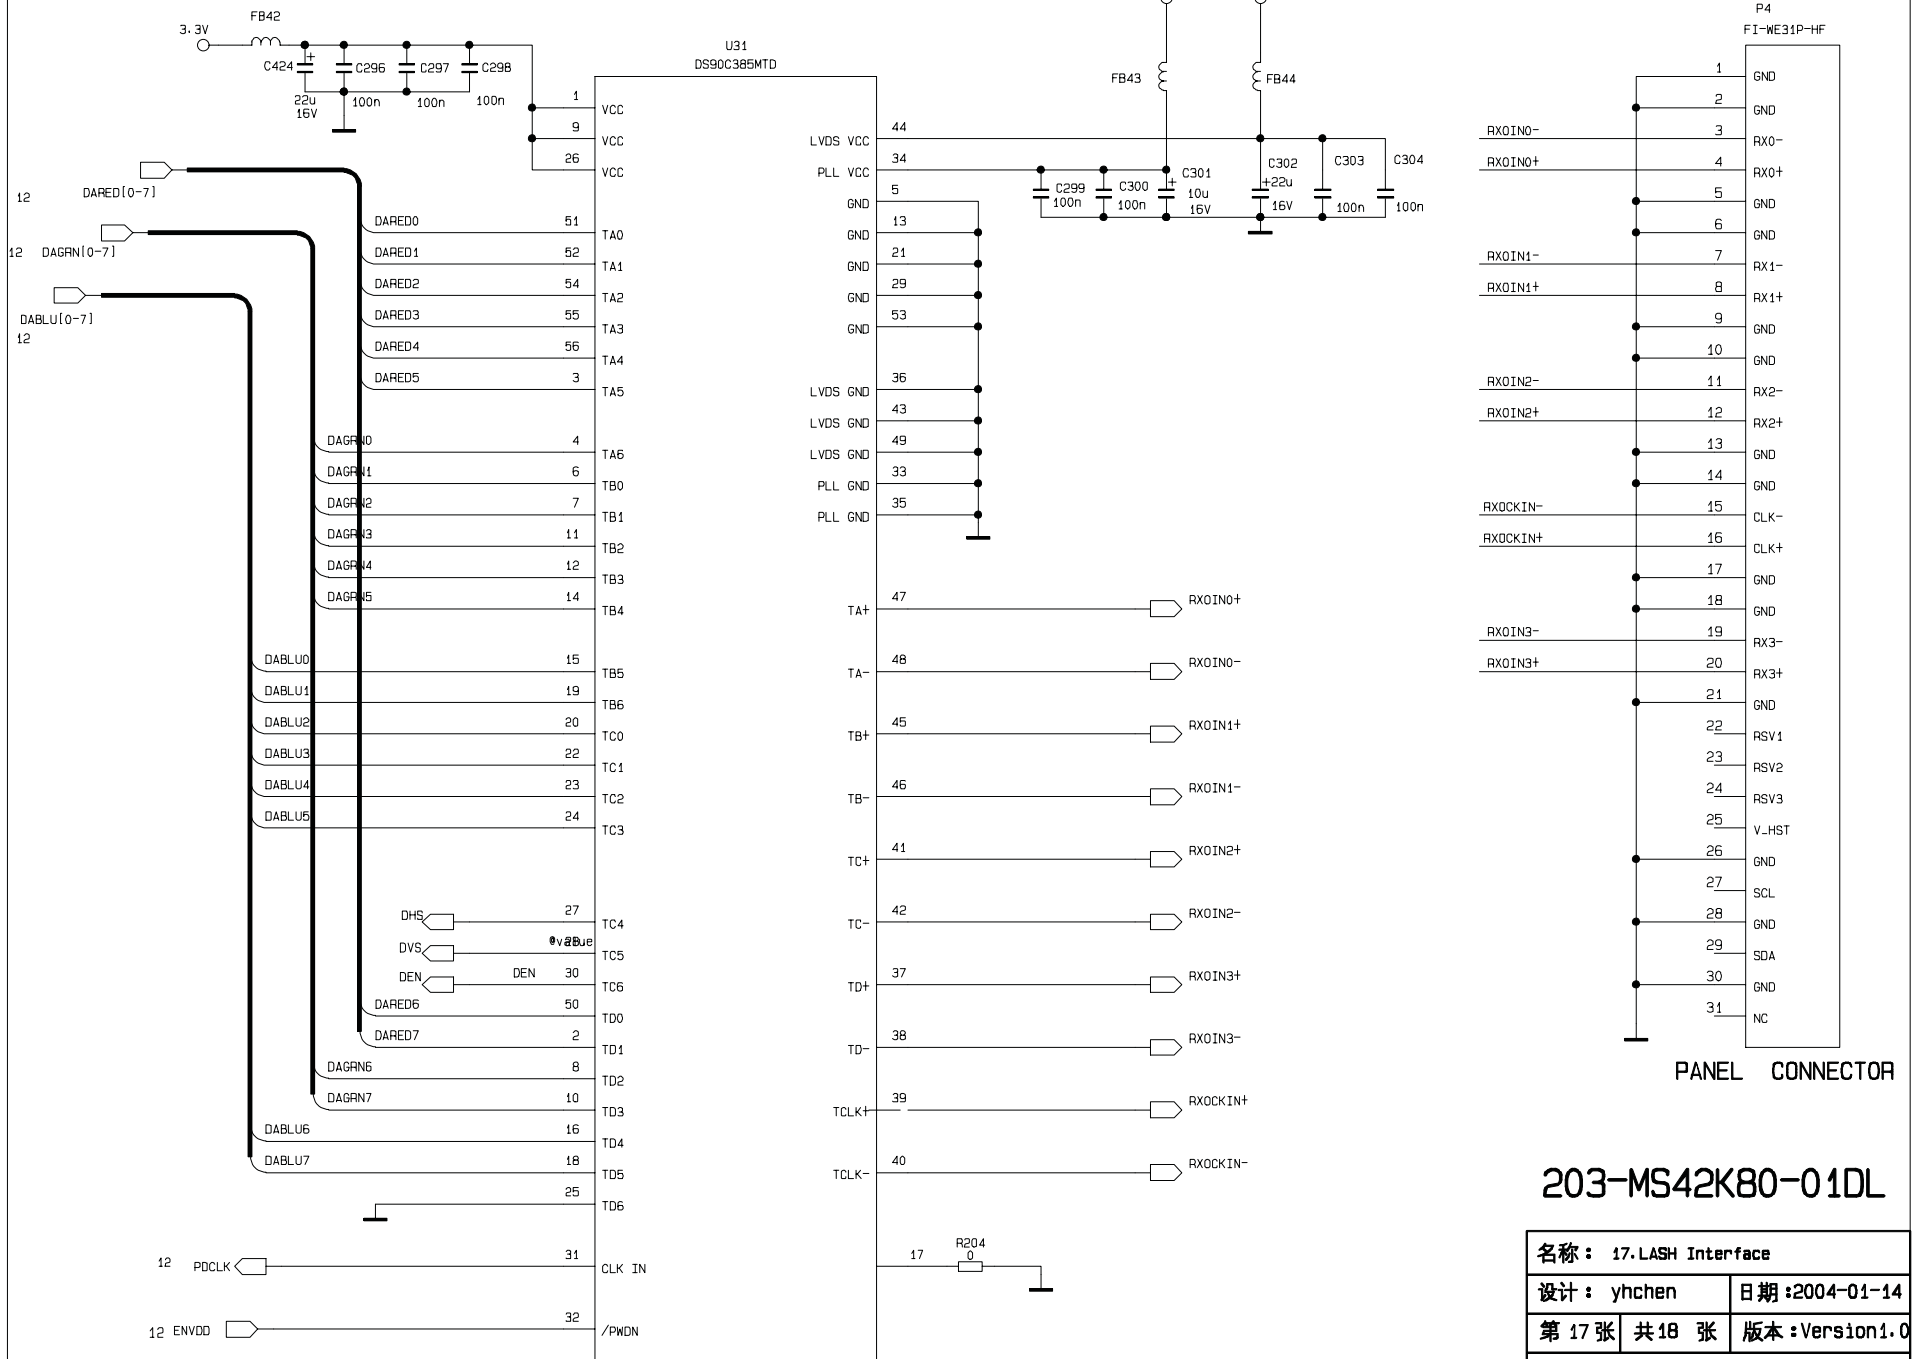 FB42
3.3V
C424
+
C296
C297
C298
22u
16V
100n
100n
100n
U31
DS90C385MTD
FB43
FB44
P4
FI-WE31P-HF
12
DARED[0-7]
12 DAGRN[0-7]
DABLU[0-7]
12
1 VCC
9 VCC
26 VCC
DARED0 51 TA0
DARED1 52 TA1
DARED2 54 TA2
DARED3 55 TA3
DARED4 56 TA4
DARED5 3 TA5
DAGRN0 4 TA6
DAGRN1 6 TB0
DAGRN2 7 TB1
DAGRN3 11 TB2
DAGRN4 12 TB3
DAGRN5 14 TB4
DABLU0 15 TB5
DABLU1 19 TB6
DABLU2 20 TC0
DABLU3 22 TC1
DABLU4 23 TC2
DABLU5 24 TC3
DHS 27 TC4
DVS TC5
DEN DEN 30 TC6
DARED6 50 TD0
DARED7 2 TD1
DAGRN6 8 TD2
DAGRN7 10 TD3
DABLU6 16 TD4
DABLU7 18 TD5
25 TD6
12 PDCLK 31 CLK IN
12 ENVDD 32 /PWDN
LVDS VCC 44
PLL VCC 34
GND 5
GND 13
GND 21
GND 29
GND 53
LVDS GND 36
LVDS GND 43
LVDS GND 49
PLL GND 33
PLL GND 35
C299
100n
C300
100n
+
C301
10u
16V
C302
+22u
16V
C303
100n
C304
100n
TA+ 47 RXOIN0+
TA- 48 RXOIN0-
TB+ 45 RXOIN1+
TB- 46 RXOIN1-
TC+ 41 RXOIN2+
TC- 42 RXOIN2-
TD+ 37 RXOIN3+
TD- 38 RXOIN3-
TCLK+ 39 RXOCKIN+
TCLK- 40 RXOCKIN-
17 R204
0
1 GND
2 GND
RXOIN0- 3 RX0-
RXOIN0+ 4 RX0+
5 GND
6 GND
RXOIN1- 7 RX1-
RXOIN1+ 8 RX1+
9 GND
10 GND
RXOIN2- 11 RX2-
RXOIN2+ 12 RX2+
13 GND
14 GND
RXOCKIN- 15 CLK-
RXOCKIN+ 16 CLK+
17 GND
18 GND
RXOIN3- 19 RX3-
RXOIN3+ 20 RX3+
21 GND
22 RSV1
23 RSV2
24 RSV3
25 V_HST
26 GND
27 SCL
28 GND
29 SDA
30 GND
31 NC
PANEL CONNECTOR
203-MS42K80-01DL
名称： 17.LASH Interface
设计： yhchen 日期:2004-01-14
第 17 张 共18 张 版本:Version1.0